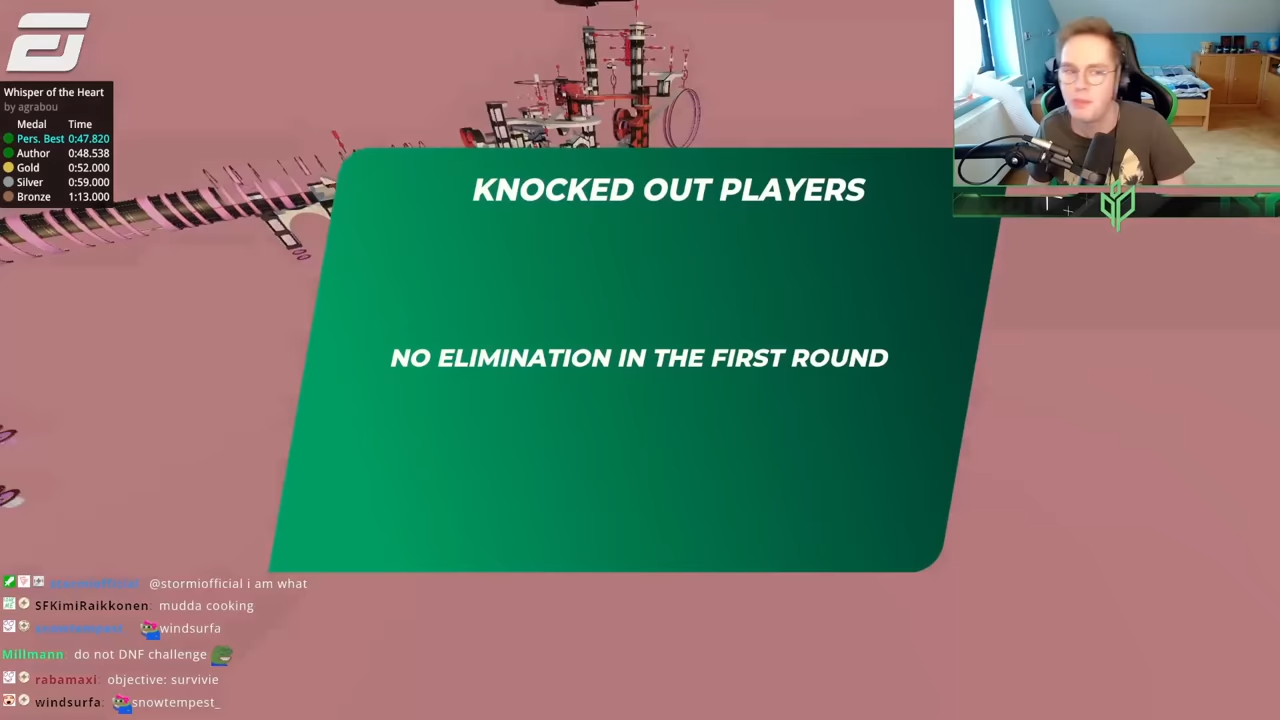 Whisper of the Heart
by agrabou
Medal Time
Pers. Best 0:47.820
Author 0:48.538
Gold 0:52.000
Silver 0:59.000
Bronze 1:13.000
KNOCKED OUT PLAYERS
NO ELIMINATION IN THE FIRST ROUND
@stormiofficial i am what
SFKimiRaikkonen: mudda cooking
windsurfa
Millmann: do not DNF challenge
rabamaxi: objective: survivie
windsurfa: snowtempest_